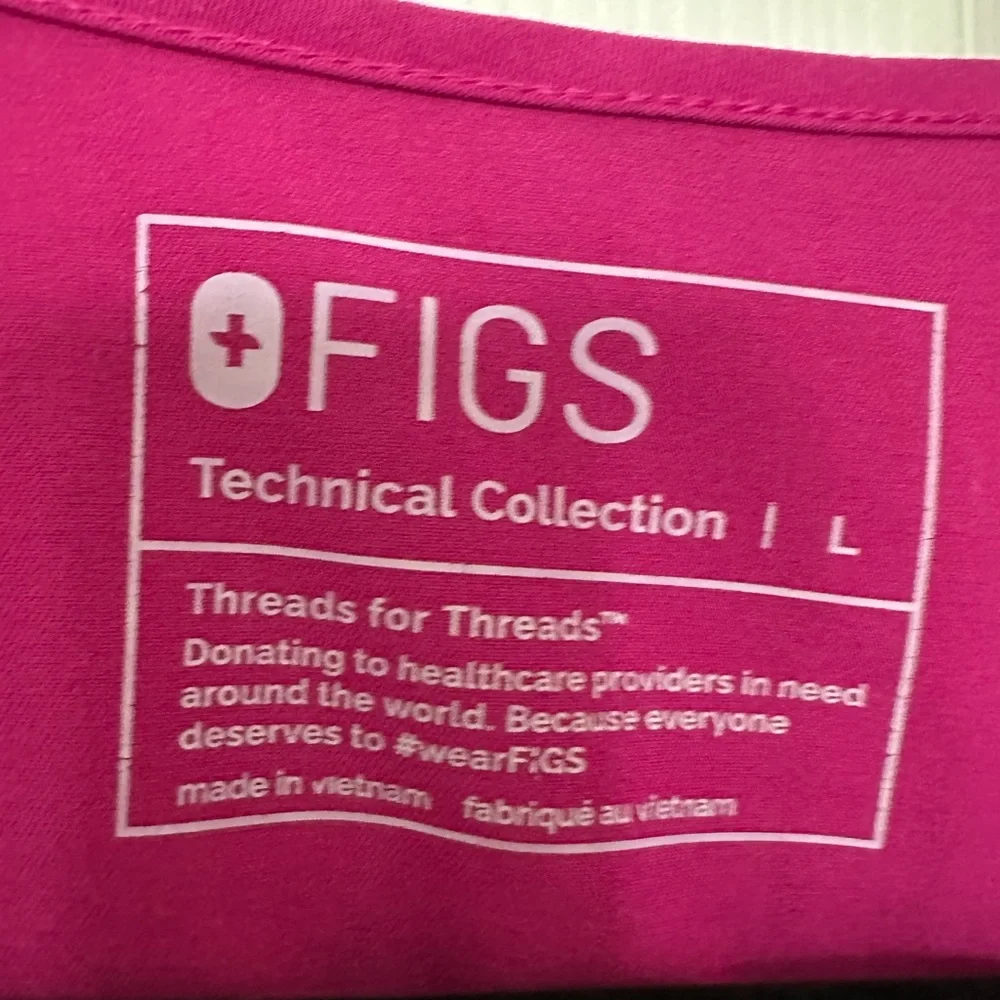 FIGS
Technical Collection | L
Threads for Threads™
Donating to healthcare providers in need
around the world. Because everyone
deserves to #wearFIGS
made in vietnam fabriqué au vietnam